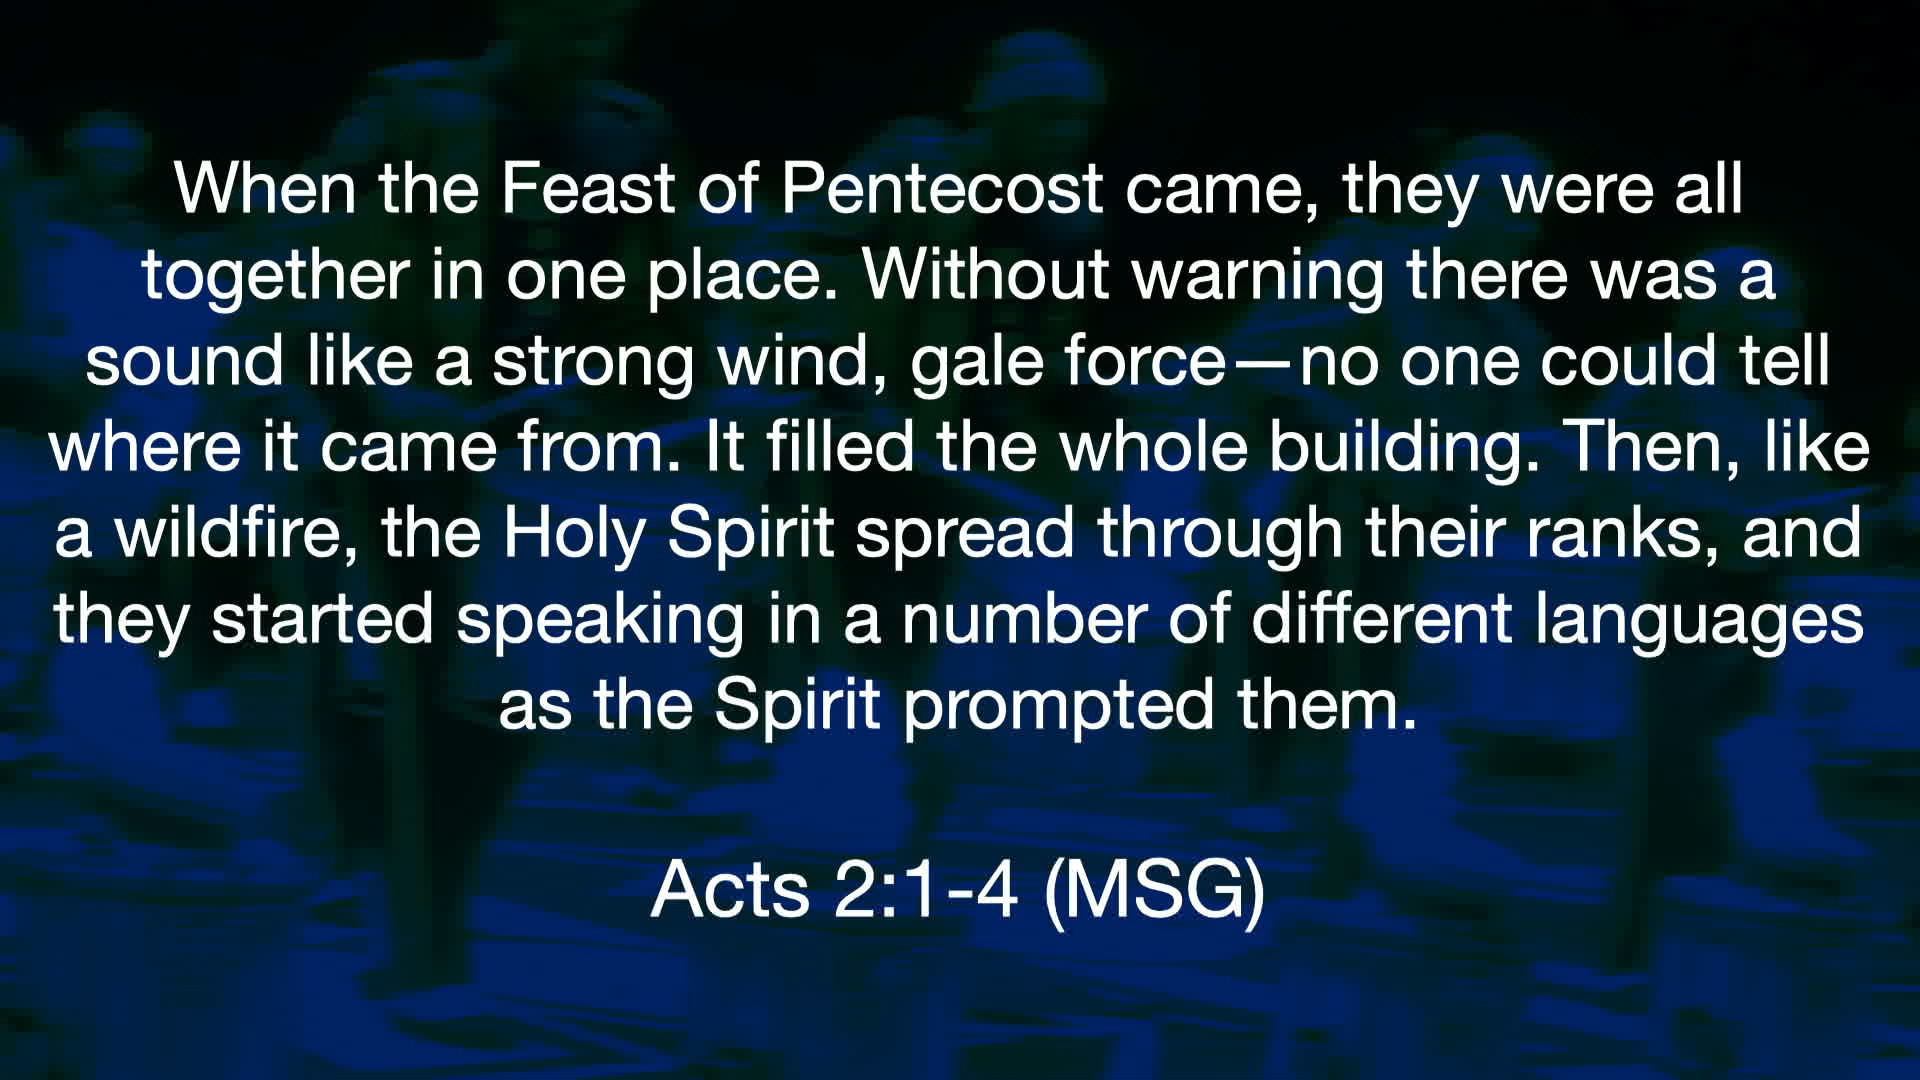 When the Feast of Pentecost came, they were all
together in one place. Without warning there was a
sound like a strong wind, gale force—no one could tell
where it came from. It filled the whole building. Then, like
a wildfire, the Holy Spirit spread through their ranks, and
they started speaking in a number of different languages
as the Spirit prompted them.
Acts 2:1-4 (MSG)